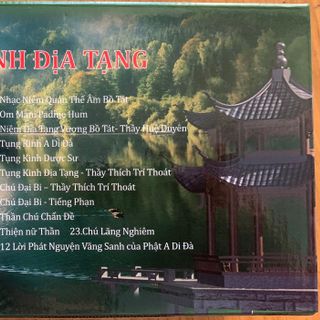 NH ĐỊA TẠNG
Nhạc Niệm Quán Thế Âm Bồ Tát
Om Mani Padme Hum
Niệm Địa Tạng Vương Bồ Tát- Thầy Huệ Duyên
Tụng Kinh A Di Đà
Tụng Kinh Dược Sư
Tụng Kinh Địa Tạng - Thầy Thích Trí Thoát
Chú Đại Bi – Thầy Thích Trí Thoát
Chú Đại Bi - Tiếng Phạn
Thần Chú Chẩn Đề
Thiện nữ Thần 23.Chú Lăng Nghiêm
12 Lời Phát Nguyện Vãng Sanh của Phật A Di Đà